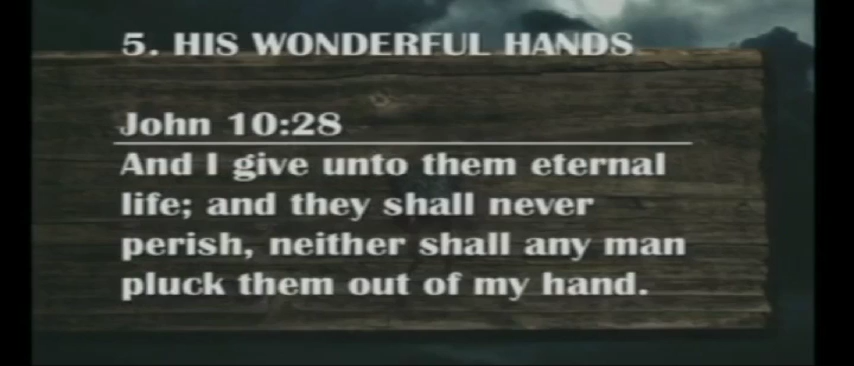 5. HIS WONDERFUL HANDS
John 10:28
And I give unto them eternal
life; and they shall never
perish, neither shall any man
pluck them out of my hand.